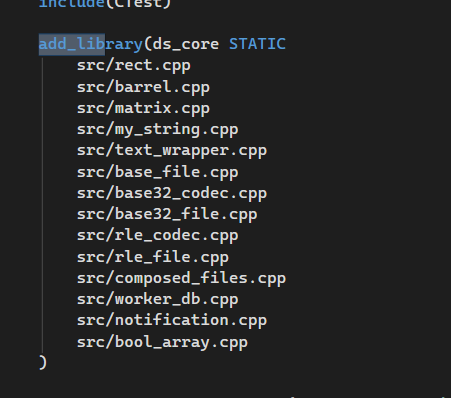 include(CTest)
add_library(ds_core STATIC
src/rect.cpp
src/barrel.cpp
src/matrix.cpp
src/my_string.cpp
src/text_wrapper.cpp
src/base_file.cpp
src/base32_codec.cpp
src/base32_file.cpp
src/rle_codec.cpp
src/rle_file.cpp
src/composed_files.cpp
src/worker_db.cpp
src/notification.cpp
src/bool_array.cpp
)